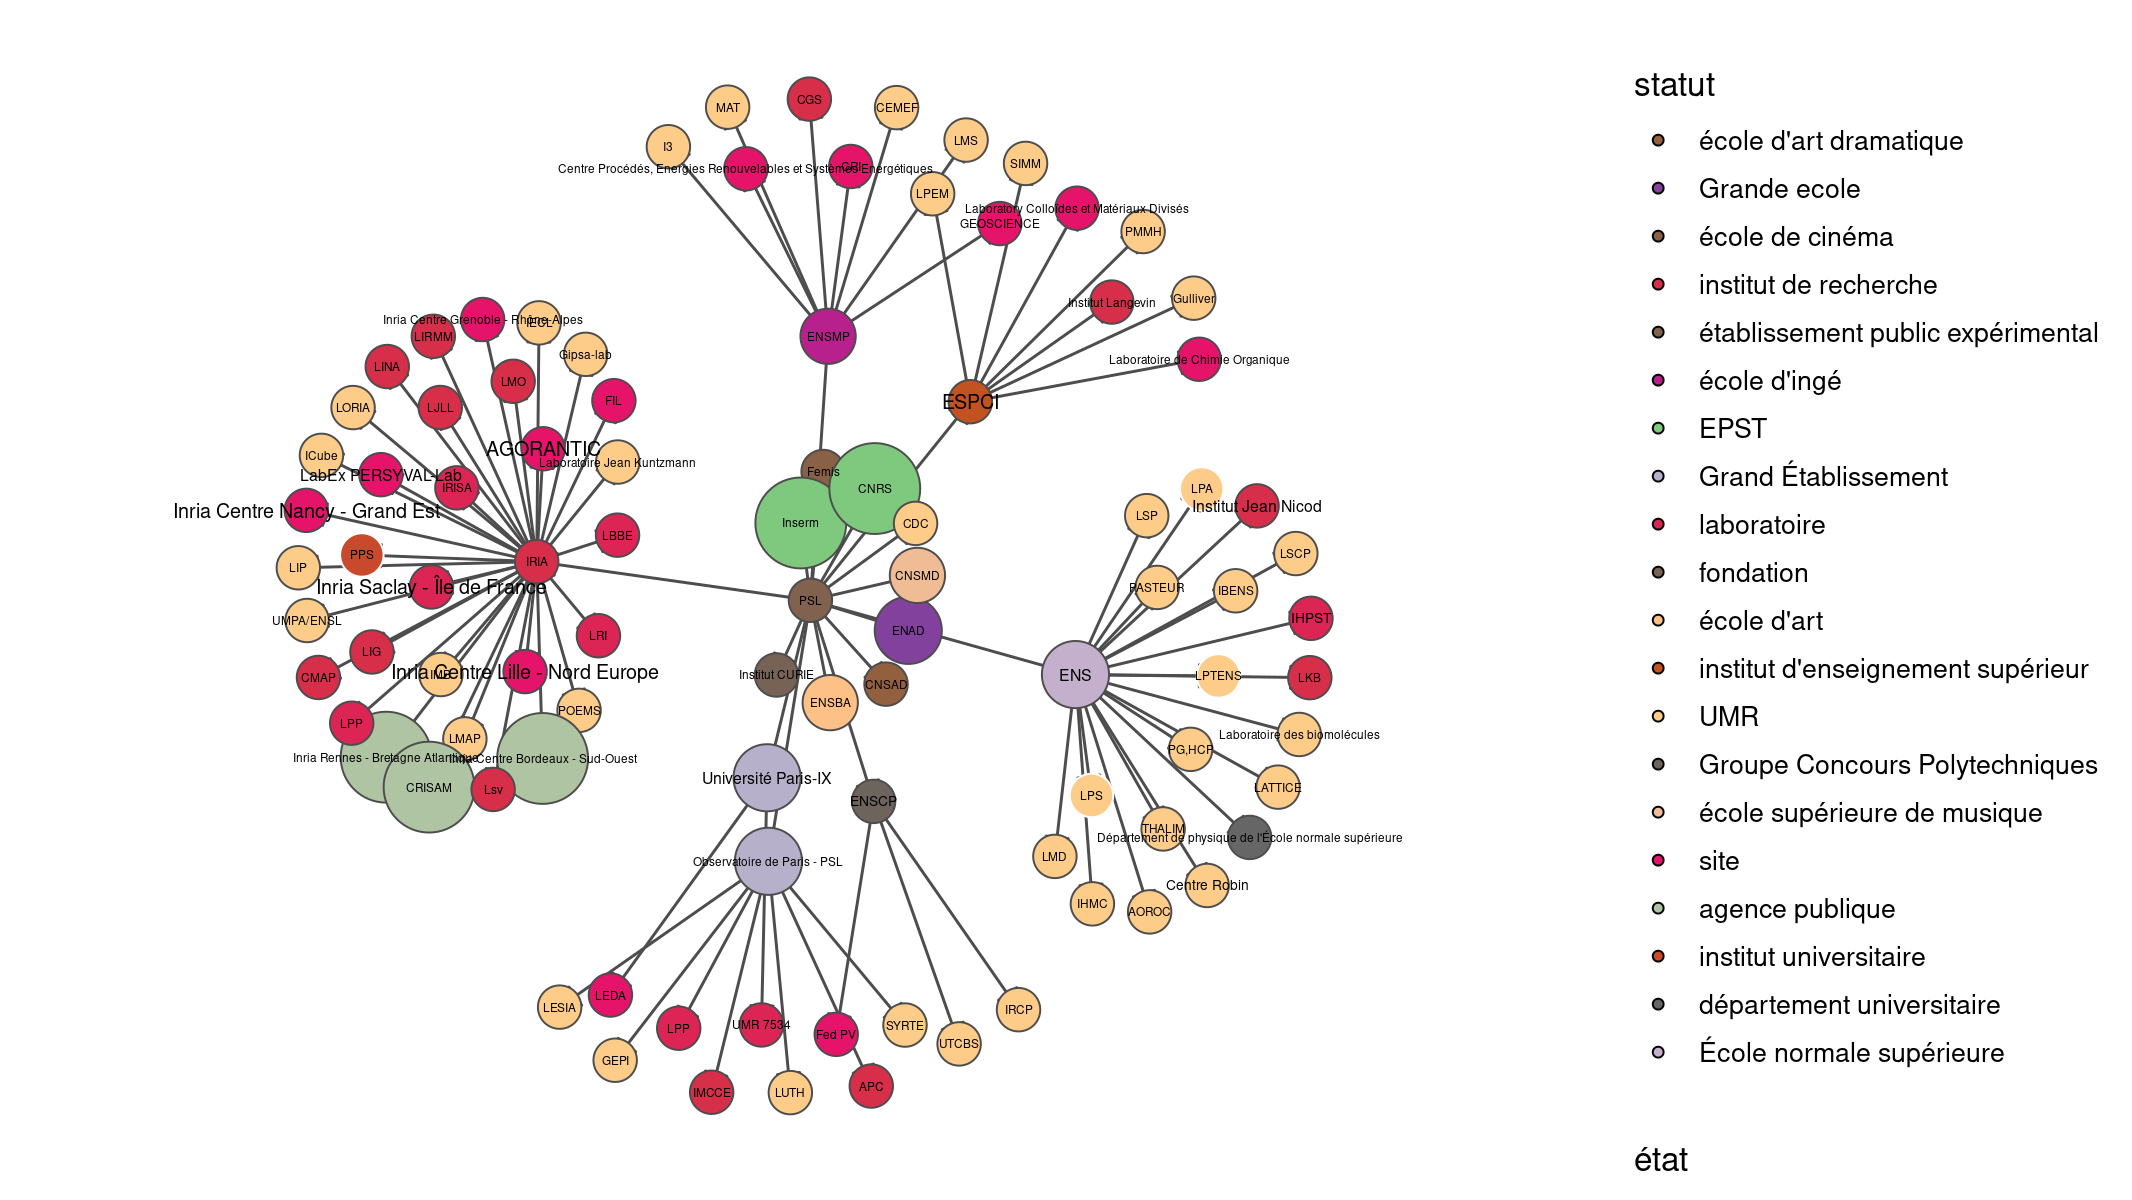 MAT
CGS
CEMEF
I3
LMS
SIMM
Centre Procédés, Energies Renouvelables et Systèmes Energétiques
CRI
LPEM
Laboratory Colloïdes et Matériaux Divisés
GEOSCIENCE
PMMH
Institut Langevin
Gulliver
Laboratoire de Chimie Organique
ENSMP
ESPCI
Inria Centre Grenoble - Rhône-Alpes
IECL
LIRMM
Gipsa-lab
LINA
LMO
FIL
LORIA
LJLL
AGORANTIC
ICube
Laboratoire Jean Kuntzmann
LabEx PERSYVAL-Lab
IRISA
Inria Centre Nancy - Grand Est
LBBE
PPS
IRIA
LIP
Inria Saclay - Île de France
UMPA/ENSL
LRI
LIG
CMAP
IMB
Inria Centre Lille - Nord Europe
LPP
POEMS
LMAP
Inria Rennes - Bretagne Atlantique
Inria Centre Bordeaux - Sud-Ouest
CRISAM
Lsv
Femis
CNRS
Inserm
CDC
CNSMD
PSL
ENAD
Institut CURIE
CNSAD
ENSBA
Université Paris-IX
ENSCP
Observatoire de Paris - PSL
LPA
Institut Jean Nicod
LSP
LSCP
PASTEUR
IBENS
IHPST
ENS
LPTENS
LKB
Laboratoire des biomolécules
PG,HCP
LATTICE
LPS
THALIM
Département de physique de l'École normale supérieure
LMD
Centre Robin
IHMC
AOROC
LESIA
LEDA
LPP
UMR 7534
Fed PV
SYRTE
IRCP
UTCBS
GEPI
IMCCE
LUTH
APC
statut
école d'art dramatique
Grande ecole
école de cinéma
institut de recherche
établissement public expérimental
école d'ingé
EPST
Grand Établissement
laboratoire
fondation
école d'art
institut d'enseignement supérieur
UMR
Groupe Concours Polytechniques
école supérieure de musique
site
agence publique
institut universitaire
département universitaire
École normale supérieure
état